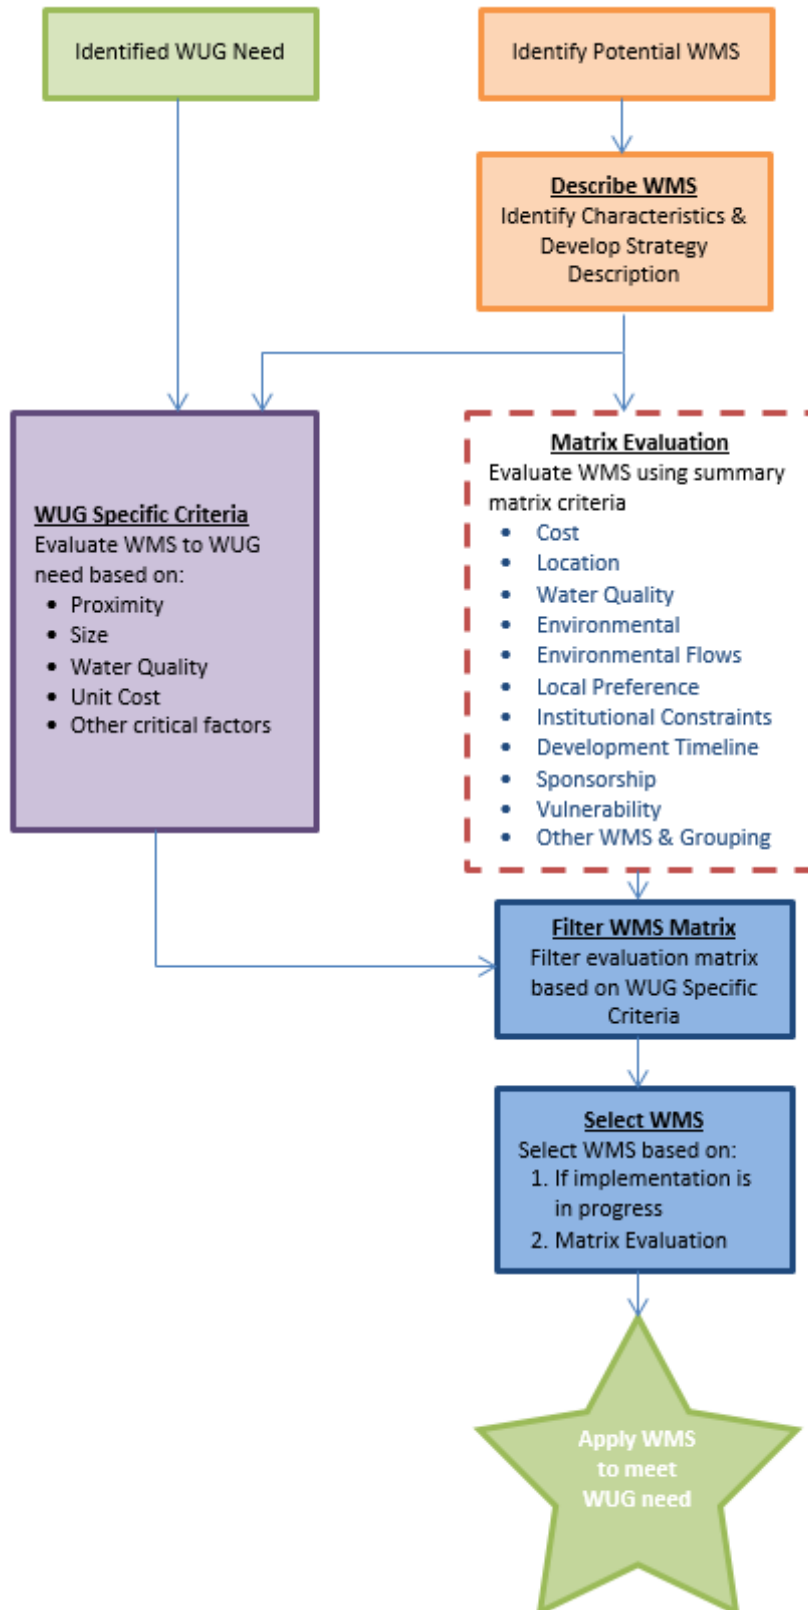 Identified WUG Need
Identify Potential WMS
Describe WMS
Identify Characteristics &
Develop Strategy
Description
WUG Specific Criteria
Evaluate WMS to WUG
need based on:
• Proximity
• Size
• Water Quality
• Unit Cost
• Other critical factors
Matrix Evaluation
Evaluate WMS using summary
matrix criteria
• Cost
• Location
• Water Quality
• Environmental
• Environmental Flows
• Local Preference
• Institutional Constraints
• Development Timeline
• Sponsorship
• Vulnerability
• Other WMS & Grouping
Filter WMS Matrix
Filter evaluation matrix
based on WUG Specific
Criteria
Select WMS
Select WMS based on:
1. If implementation is
in progress
2. Matrix Evaluation
Apply WMS
to meet
WUG need